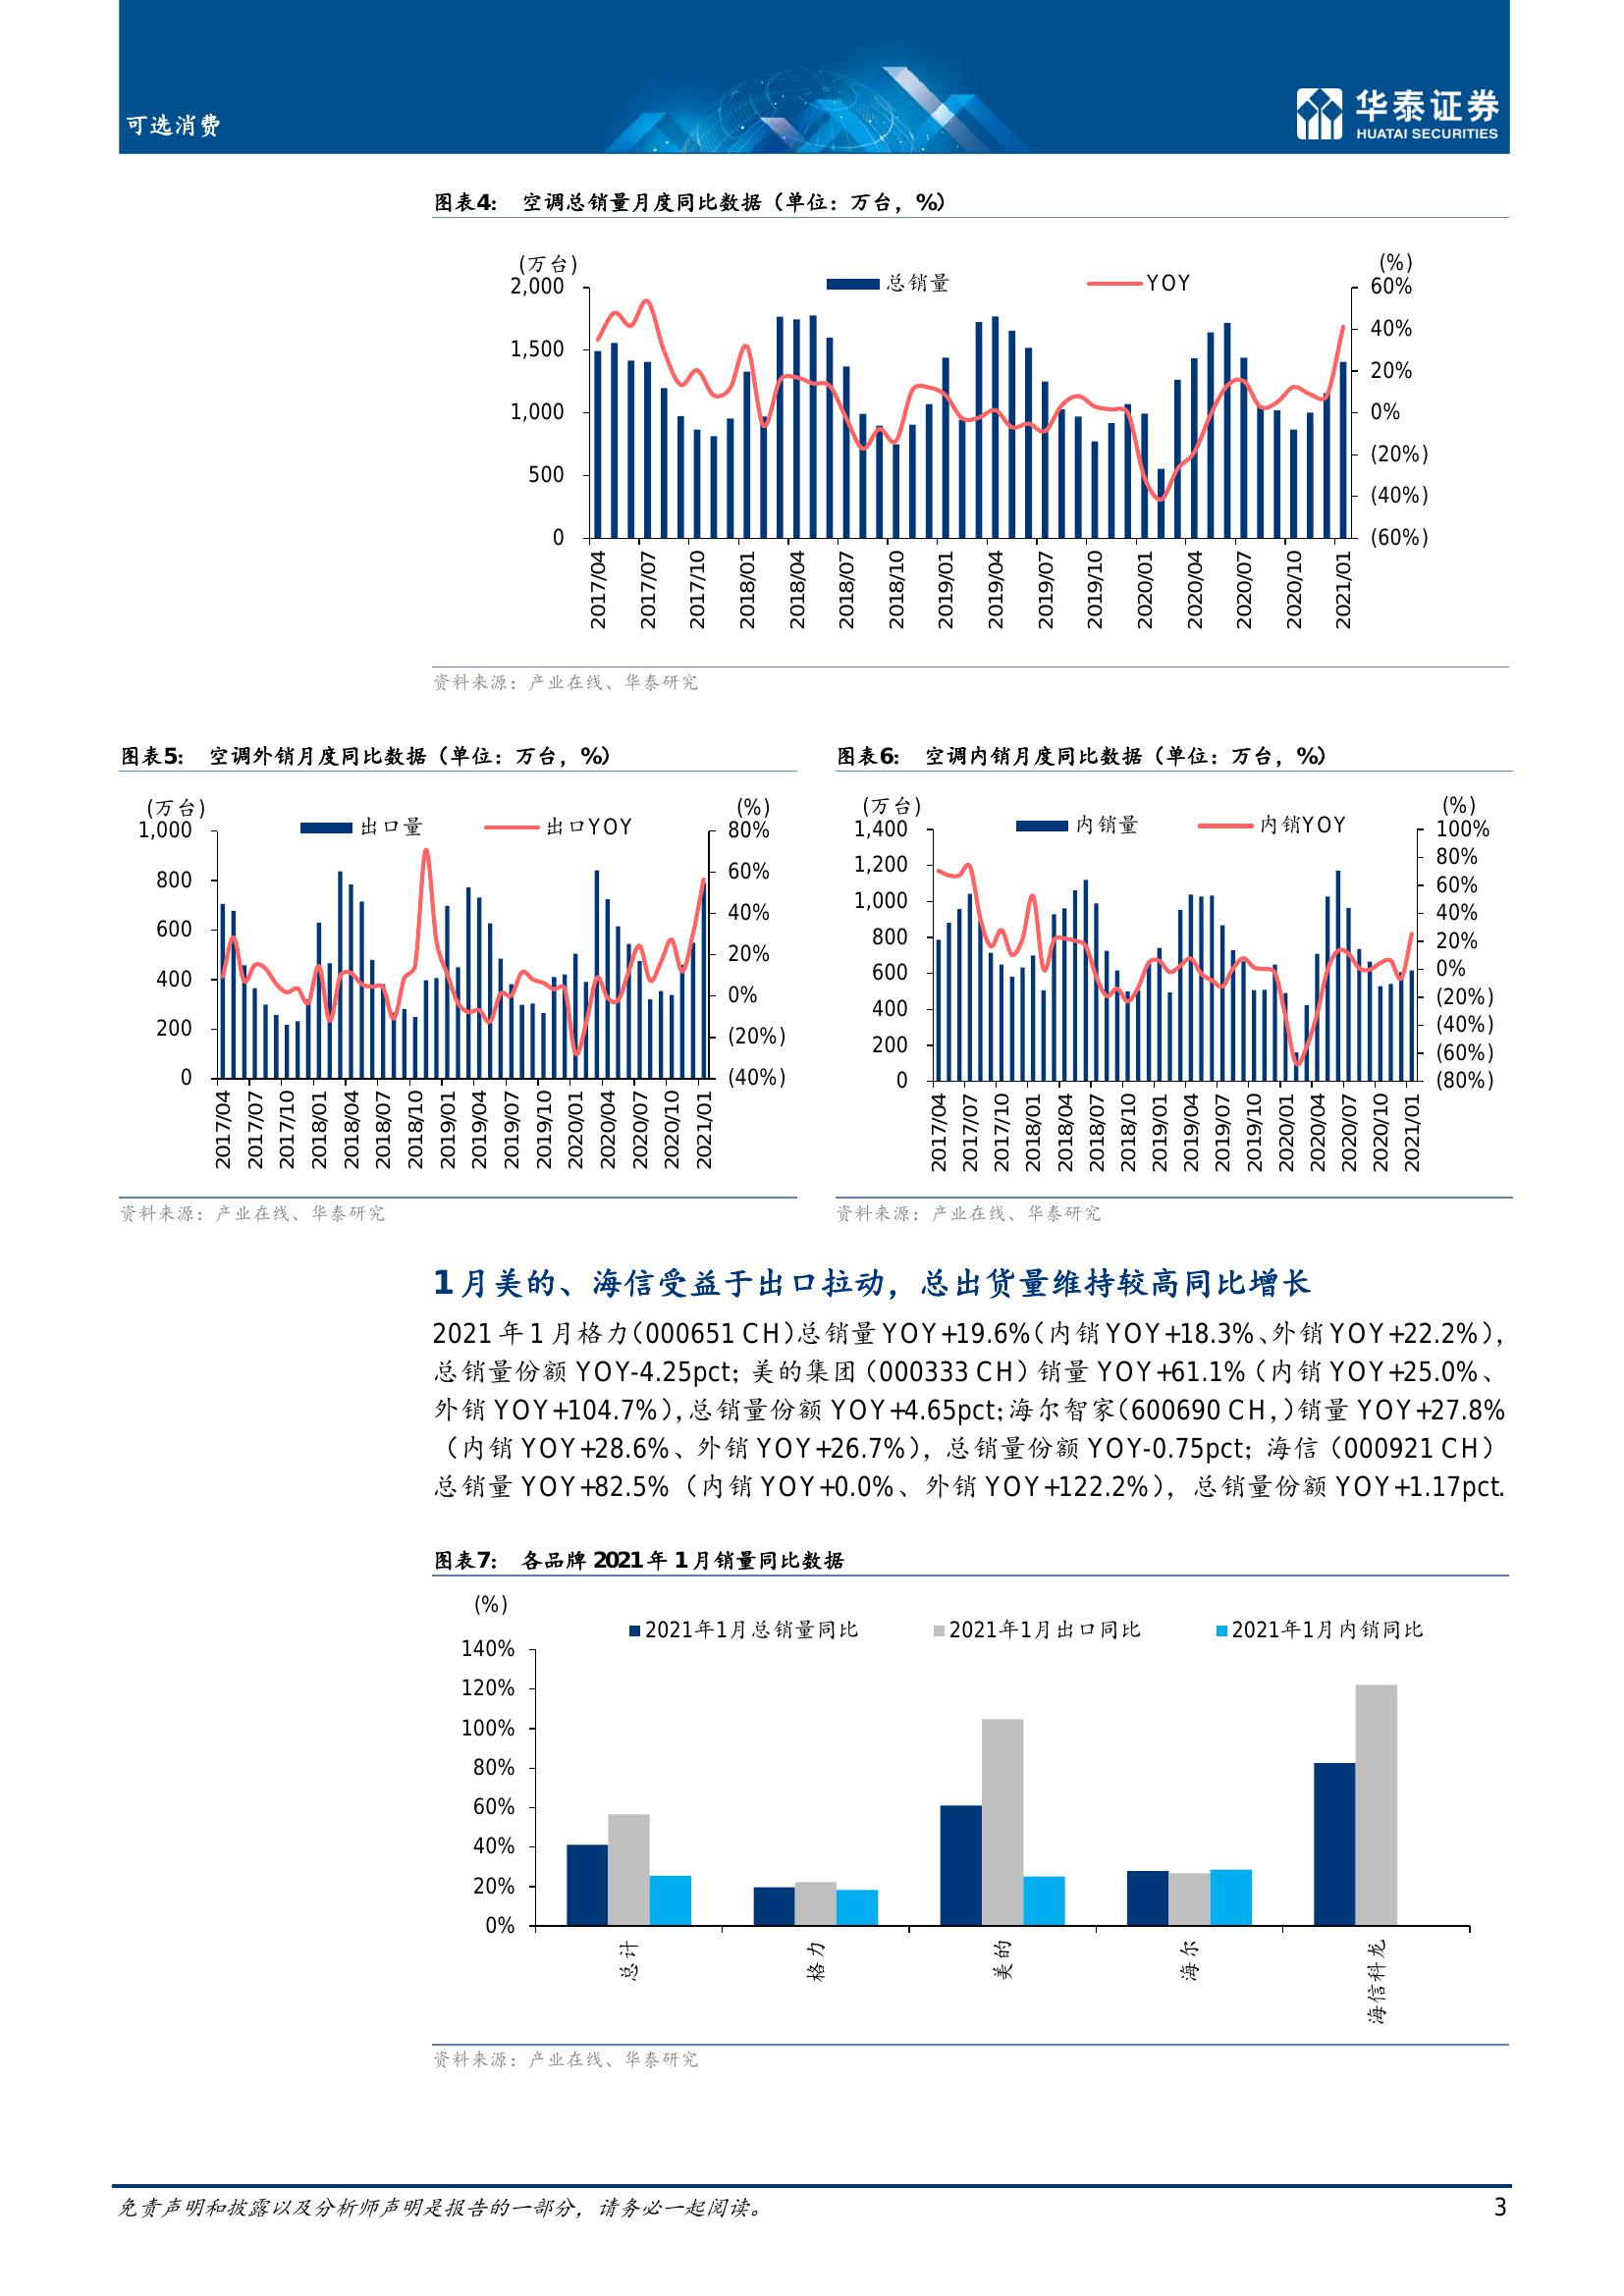 可选消费
华泰证券
HUATAI SECURITIES
图表4： 空调总销量月度同比数据（单位：万台，%）
(万台)
(%)
总销量
YOY
2,000
1,500
1,000
500
0
60%
40%
20%
0%
(20%)
(40%)
(60%)
2017/04
2017/07
2017/10
2018/01
2018/04
2018/07
2018/10
2019/01
2019/04
2019/07
2019/10
2020/01
2020/04
2020/07
2020/10
2021/01
资料来源：产业在线、华泰研究
图表5： 空调外销月度同比数据（单位：万台，%）
(万台)
(%)
出口量
出口YOY
1,000
800
600
400
200
0
80%
60%
40%
20%
0%
(20%)
(40%)
2017/04
2017/07
2017/10
2018/01
2018/04
2018/07
2018/10
2019/01
2019/04
2019/07
2019/10
2020/01
2020/04
2020/07
2020/10
2021/01
资料来源：产业在线、华泰研究
图表6： 空调内销月度同比数据（单位：万台，%）
(万台)
(%)
内销量
内销YOY
1,400
1,200
1,000
800
600
400
200
0
100%
80%
60%
40%
20%
0%
(20%)
(40%)
(60%)
(80%)
2017/04
2017/07
2017/10
2018/01
2018/04
2018/07
2018/10
2019/01
2019/04
2019/07
2019/10
2020/01
2020/04
2020/07
2020/10
2021/01
资料来源：产业在线、华泰研究
1月美的、海信受益于出口拉动，总出货量维持较高同比增长
2021年1月格力（000651 CH）总销量YOY+19.6%（内销YOY+18.3%、外销YOY+22.2%），
总销量份额YOY-4.25pct；美的集团（000333 CH）销量YOY+61.1%（内销YOY+25.0%、
外销YOY+104.7%），总销量份额YOY+4.65pct；海尔智家（600690 CH，）销量YOY+27.8%
（内销YOY+28.6%、外销YOY+26.7%），总销量份额YOY-0.75pct；海信（000921 CH）
总销量YOY+82.5%（内销YOY+0.0%、外销YOY+122.2%），总销量份额YOY+1.17pct.
图表7： 各品牌2021年1月销量同比数据
(%)
2021年1月总销量同比
2021年1月出口同比
2021年1月内销同比
140%
120%
100%
80%
60%
40%
20%
0%
总计
格力
美的
海尔
海信科龙
资料来源：产业在线、华泰研究
免责声明和披露以及分析师声明是报告的一部分，请务必一起阅读。
3